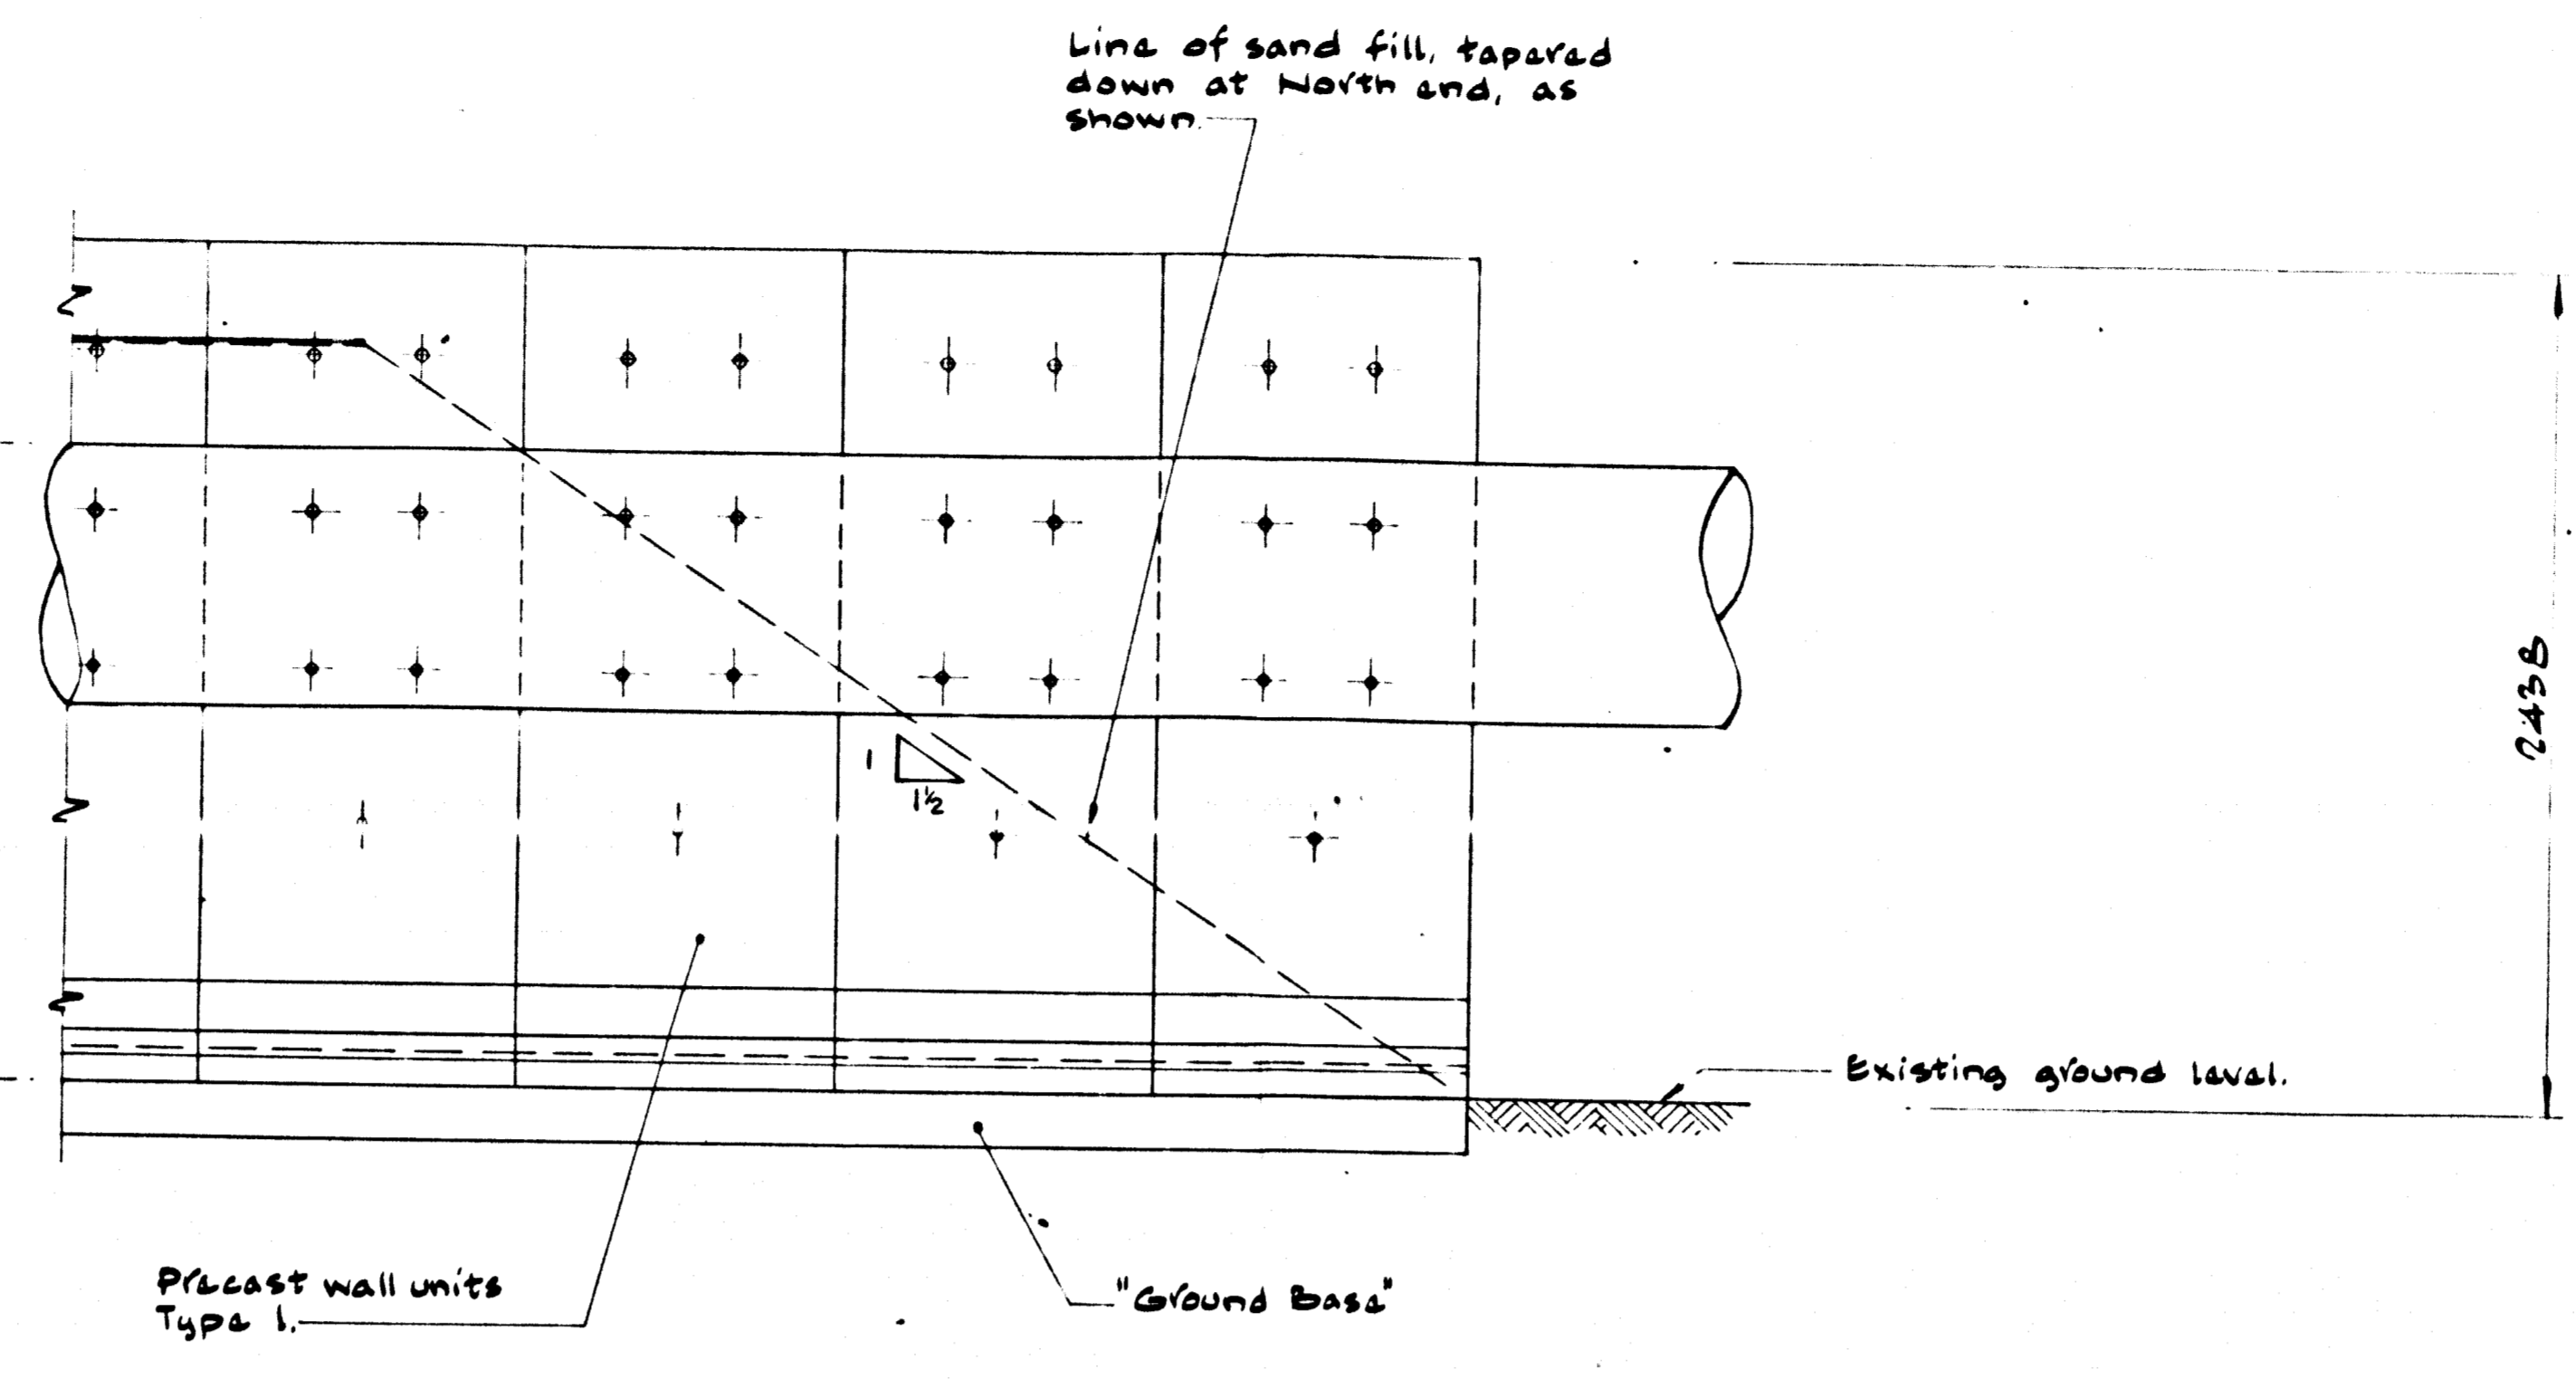 Line of sand fill, tapered
down at North end, as
shown.
1
1½
2438
Existing ground level.
Precast wall units
Type 1.
"Ground Base"